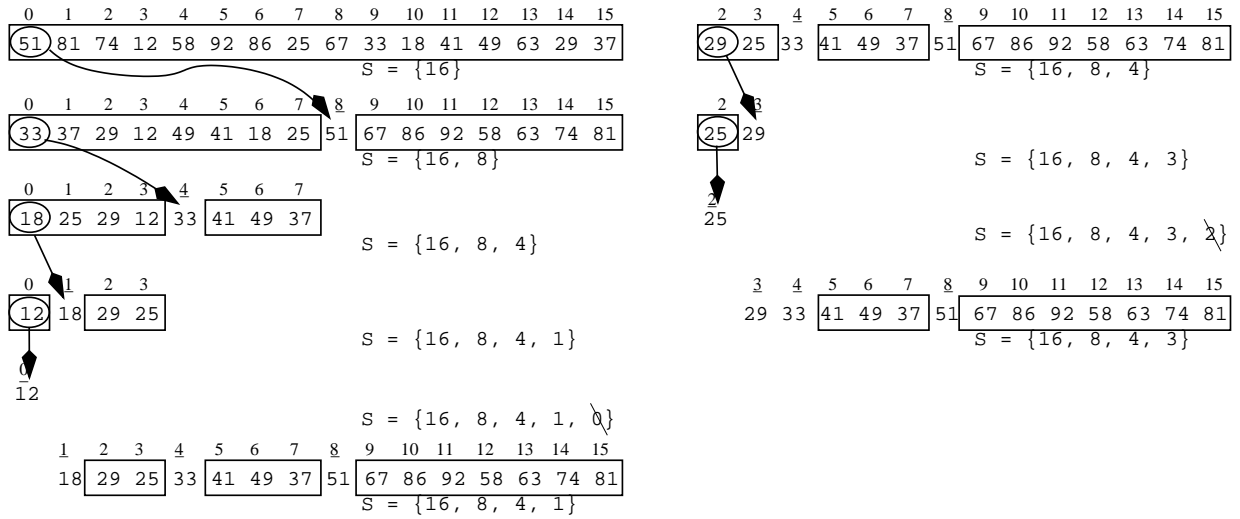 0 1 2 3 4 5 6 7 8 9 10 11 12 13 14 15
51 81 74 12 58 92 86 25 67 33 18 41 49 63 29 37
S = {16}
0 1 2 3 4 5 6 7 8 9 10 11 12 13 14 15
33 37 29 12 49 41 18 25 51 67 86 92 58 63 74 81
S = {16, 8}
0 1 2 3 4 5 6 7
18 25 29 12 33 41 49 37
S = {16, 8, 4}
0 1 2 3
12 18 29 25
S = {16, 8, 4, 1}
0
12
S = {16, 8, 4, 1, 0}
1 2 3 4 5 6 7 8 9 10 11 12 13 14 15
18 29 25 33 41 49 37 51 67 86 92 58 63 74 81
S = {16, 8, 4, 1}
2 3 4 5 6 7 8 9 10 11 12 13 14 15
29 25 33 41 49 37 51 67 86 92 58 63 74 81
S = {16, 8, 4}
2 3
25 29
S = {16, 8, 4, 3}
2
25
S = {16, 8, 4, 3, 2}
3 4 5 6 7 8 9 10 11 12 13 14 15
29 33 41 49 37 51 67 86 92 58 63 74 81
S = {16, 8, 4, 3}